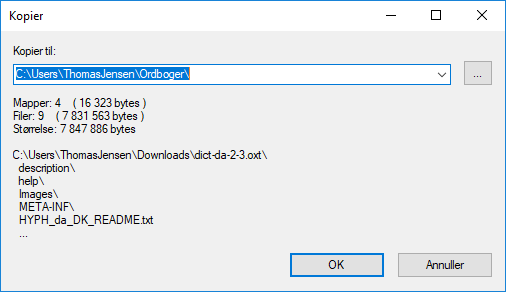 Kopier
Kopier til:
C:\Users\ThomasJensen\Ordboger\
...
Mapper: 4 ( 16 323 bytes )
Filer: 9 ( 7 831 563 bytes )
Størrelse: 7 847 886 bytes
C:\Users\ThomasJensen\Downloads\dict-da-2-3.oxt\
description\
help\
Images\
META-INF\
HYPH_da_DK_README.txt
...
OK
Annuller